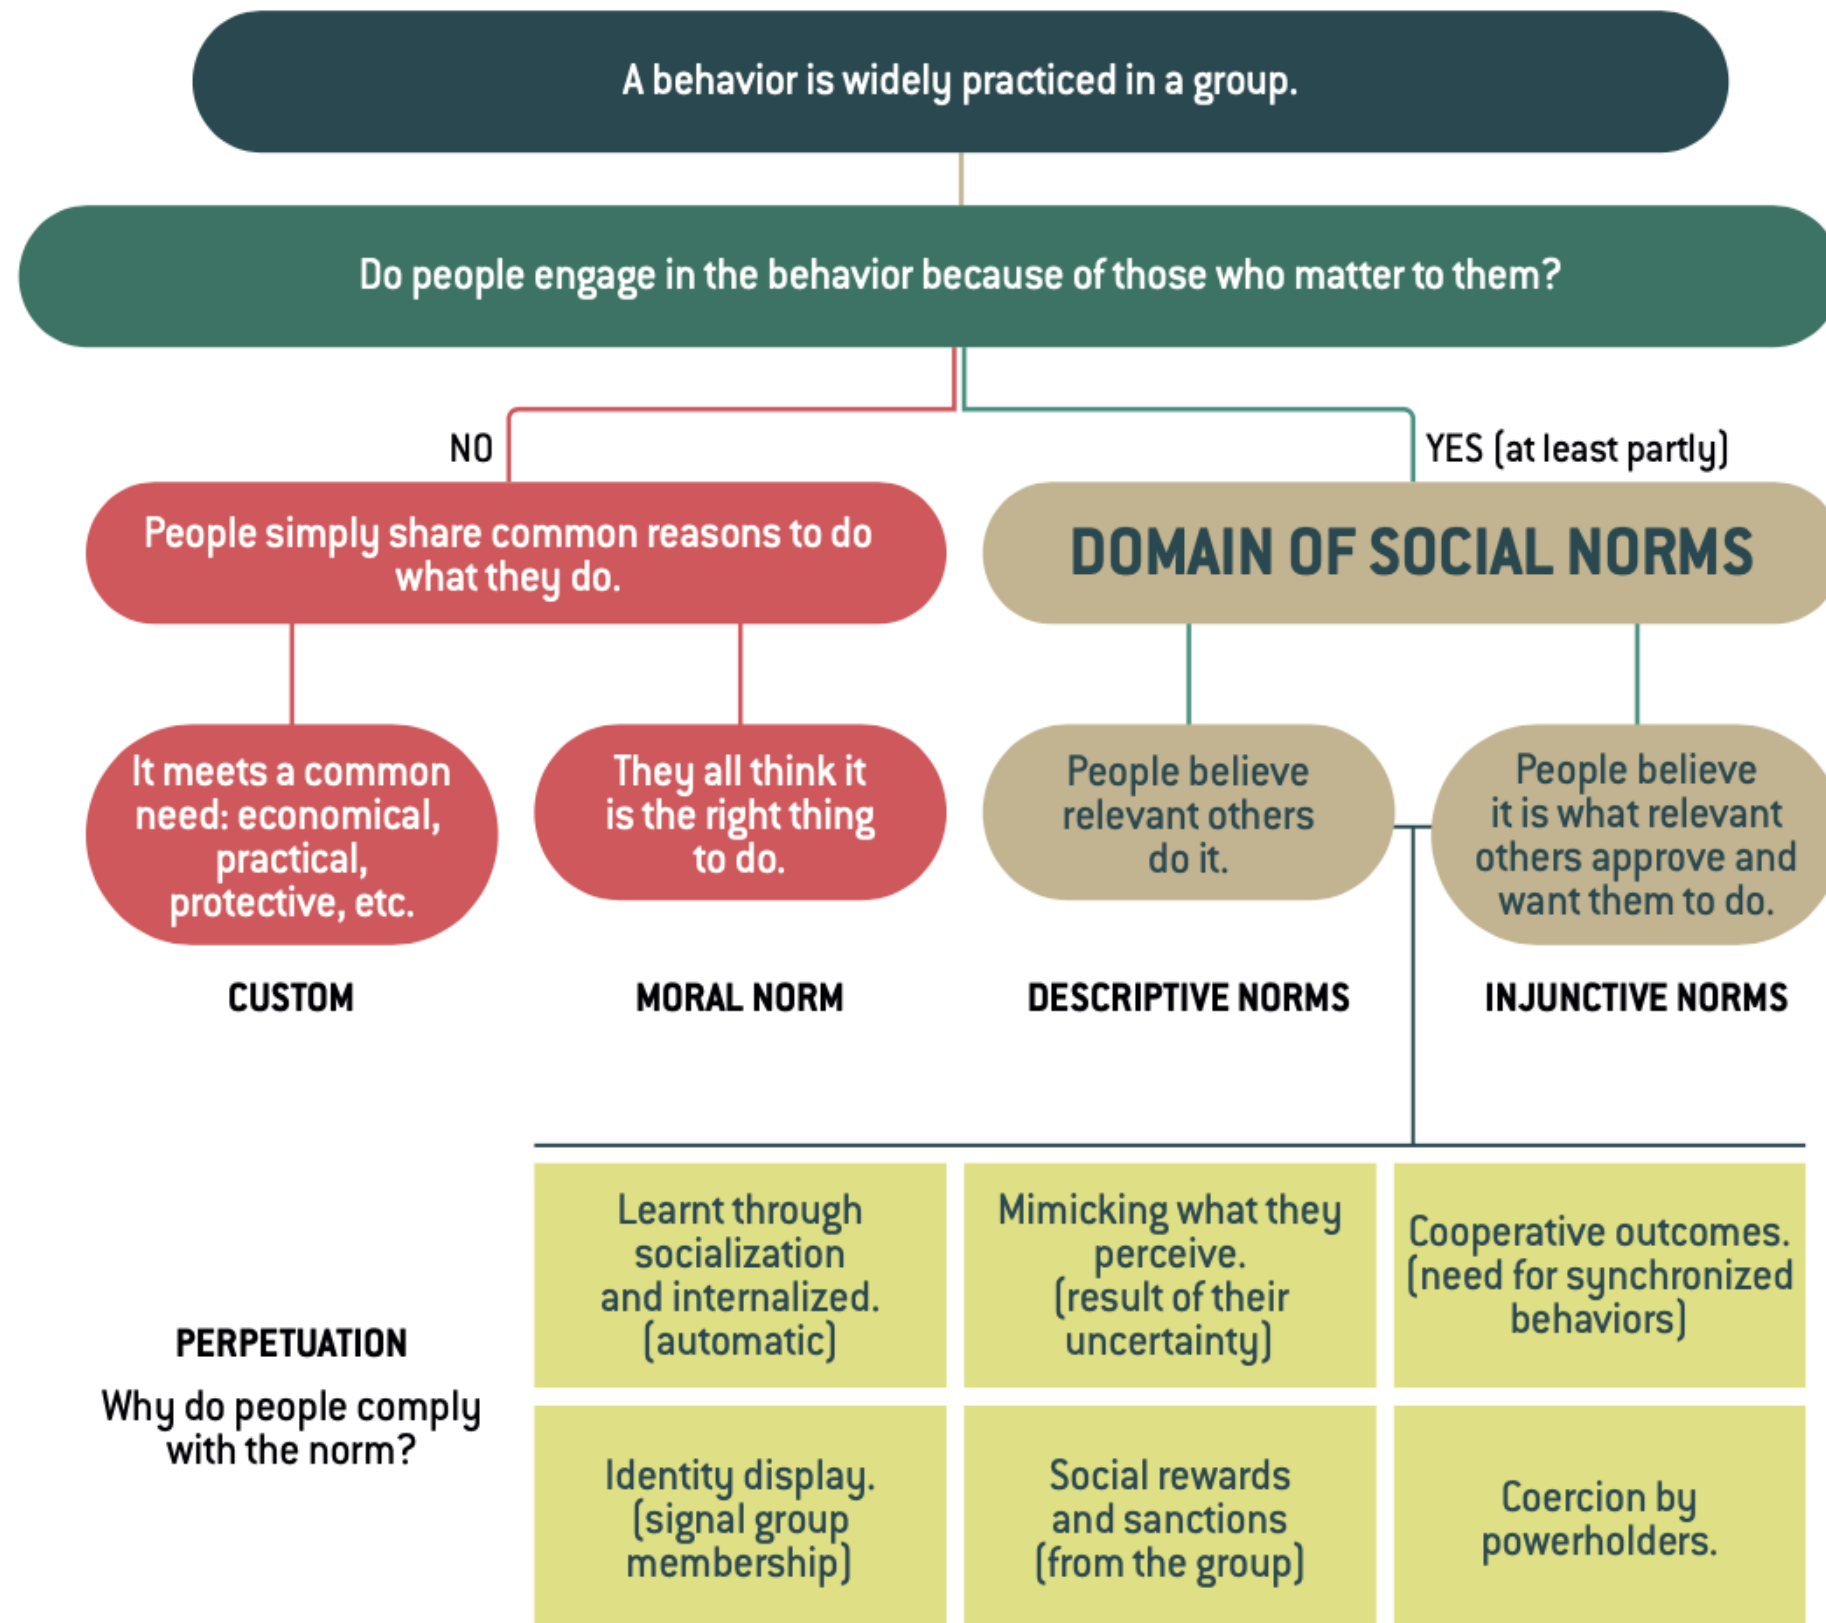 A behavior is widely practiced in a group.
Do people engage in the behavior because of those who matter to them?
NO
YES (at least partly)
People simply share common reasons to do
what they do.
DOMAIN OF SOCIAL NORMS
It meets a common
need: economical,
practical,
protective, etc.
They all think it
is the right thing
to do.
People believe
relevant others
do it.
People believe
it is what relevant
others approve and
want them to do.
CUSTOM
MORAL NORM
DESCRIPTIVE NORMS
INJUNCTIVE NORMS
PERPETUATION
Why do people comply
with the norm?
Learnt through
socialization
and internalized.
(automatic)
Mimicking what they
perceive.
(result of their
uncertainty)
Cooperative outcomes.
(need for synchronized
behaviors)
Identity display.
(signal group
membership)
Social rewards
and sanctions
(from the group)
Coercion by
powerholders.